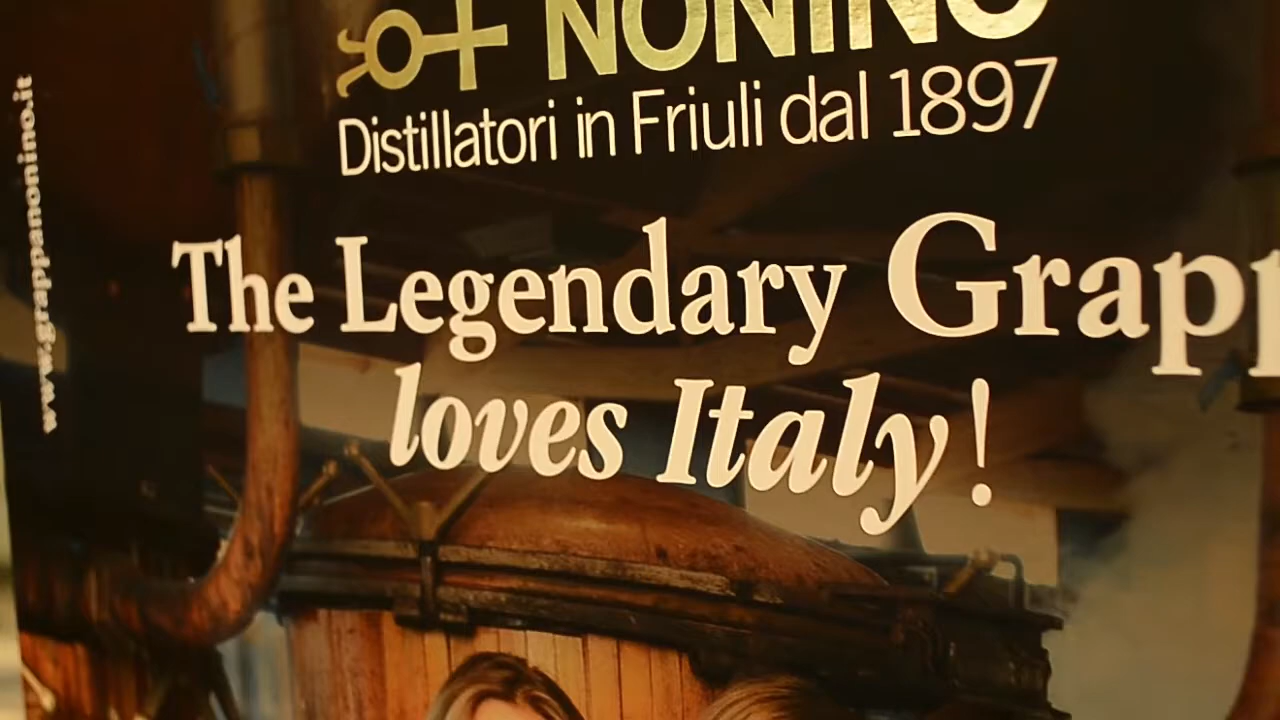 NONINO
Distillatori in Friuli dal 1897
The Legendary Grapp
loves Italy!
www.grappanonino.it